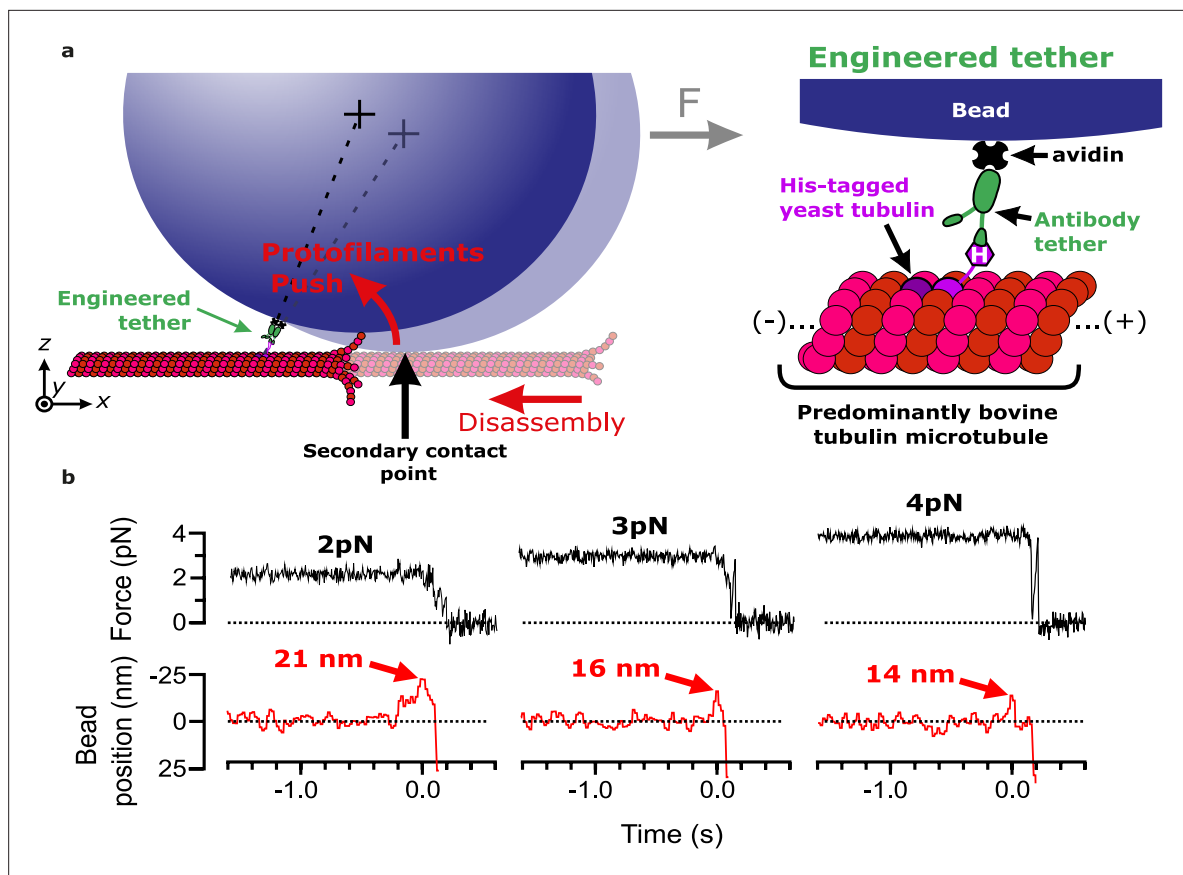 a
F
Protofilaments
Push
Engineered
tether
z
y
x
Disassembly
Secondary contact
point
Engineered tether
Bead
avidin
His-tagged
yeast tubulin
Antibody
tether
H
(-)...
...(+)
Predominantly bovine
tubulin microtubule
b
Force (pN)
4
2
0
2pN
3pN
4pN
Bead
position (nm)
-25
0
25
21 nm
16 nm
14 nm
-1.0 0.0 -1.0 0.0 -1.0 0.0
Time (s)